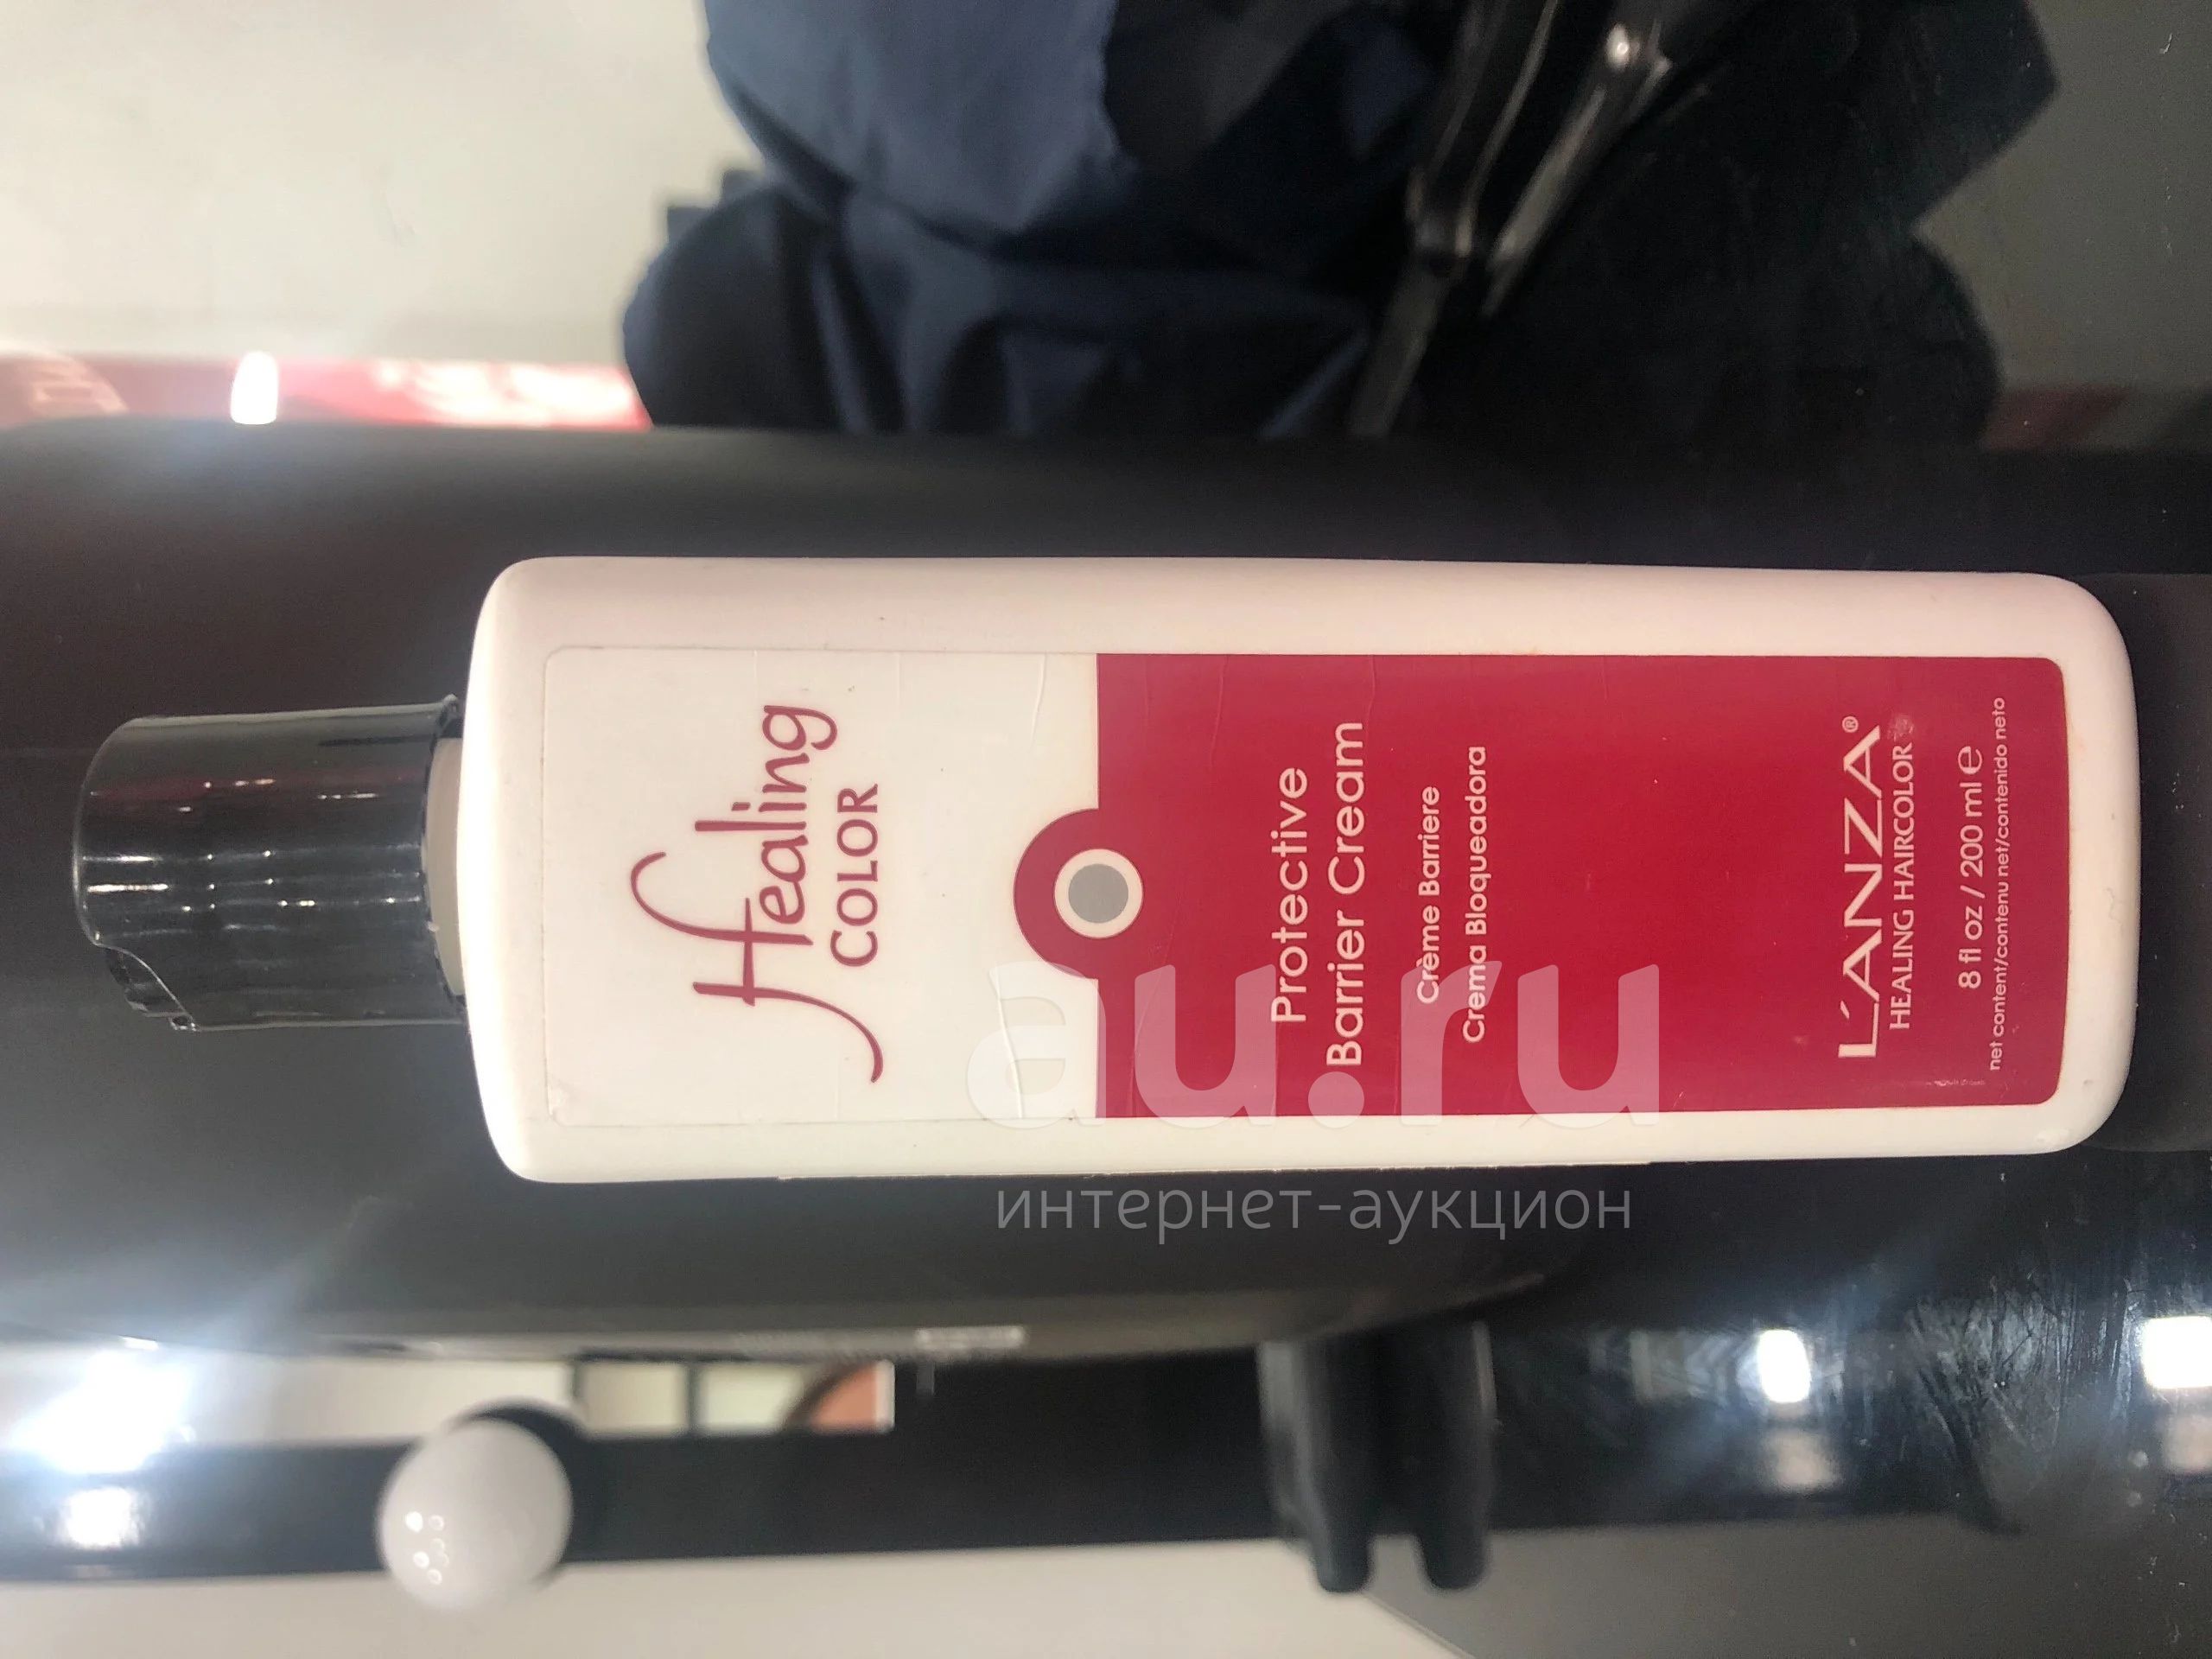 Healing
COLOR
Protective
Barrier Cream
Crème Barriere
Crema Bloqueadora
L'ANZA®
HEALING HAIRCOLOR
8 fl oz / 200 ml e
net content/contenu net/contenido neto
au.ru
интернет-аукцион